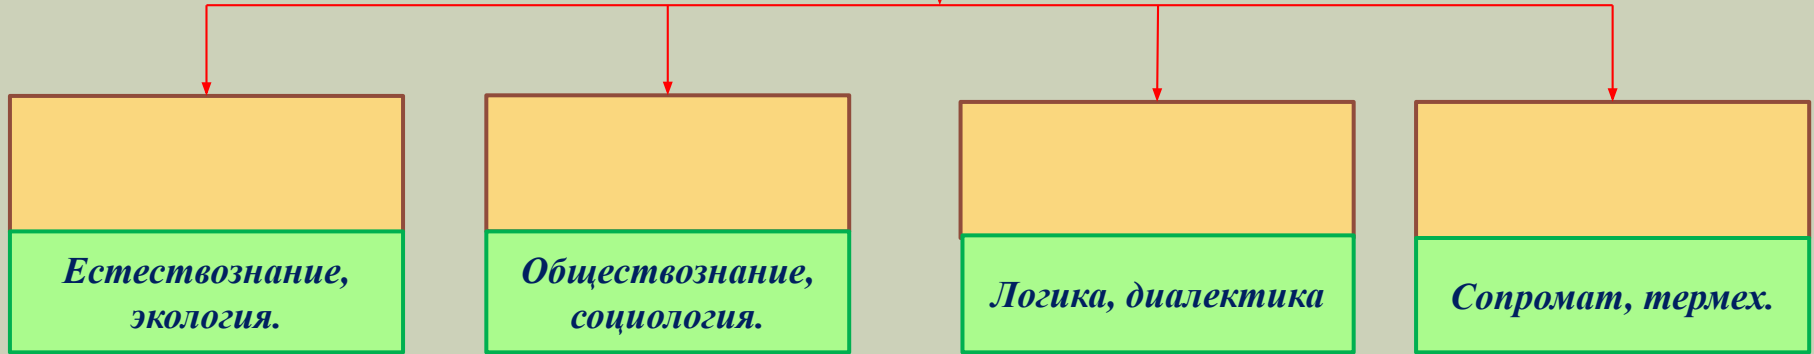 Естествознание,
экология.
Обществознание,
социология.
Логика, диалектика
Сопромат, термех.